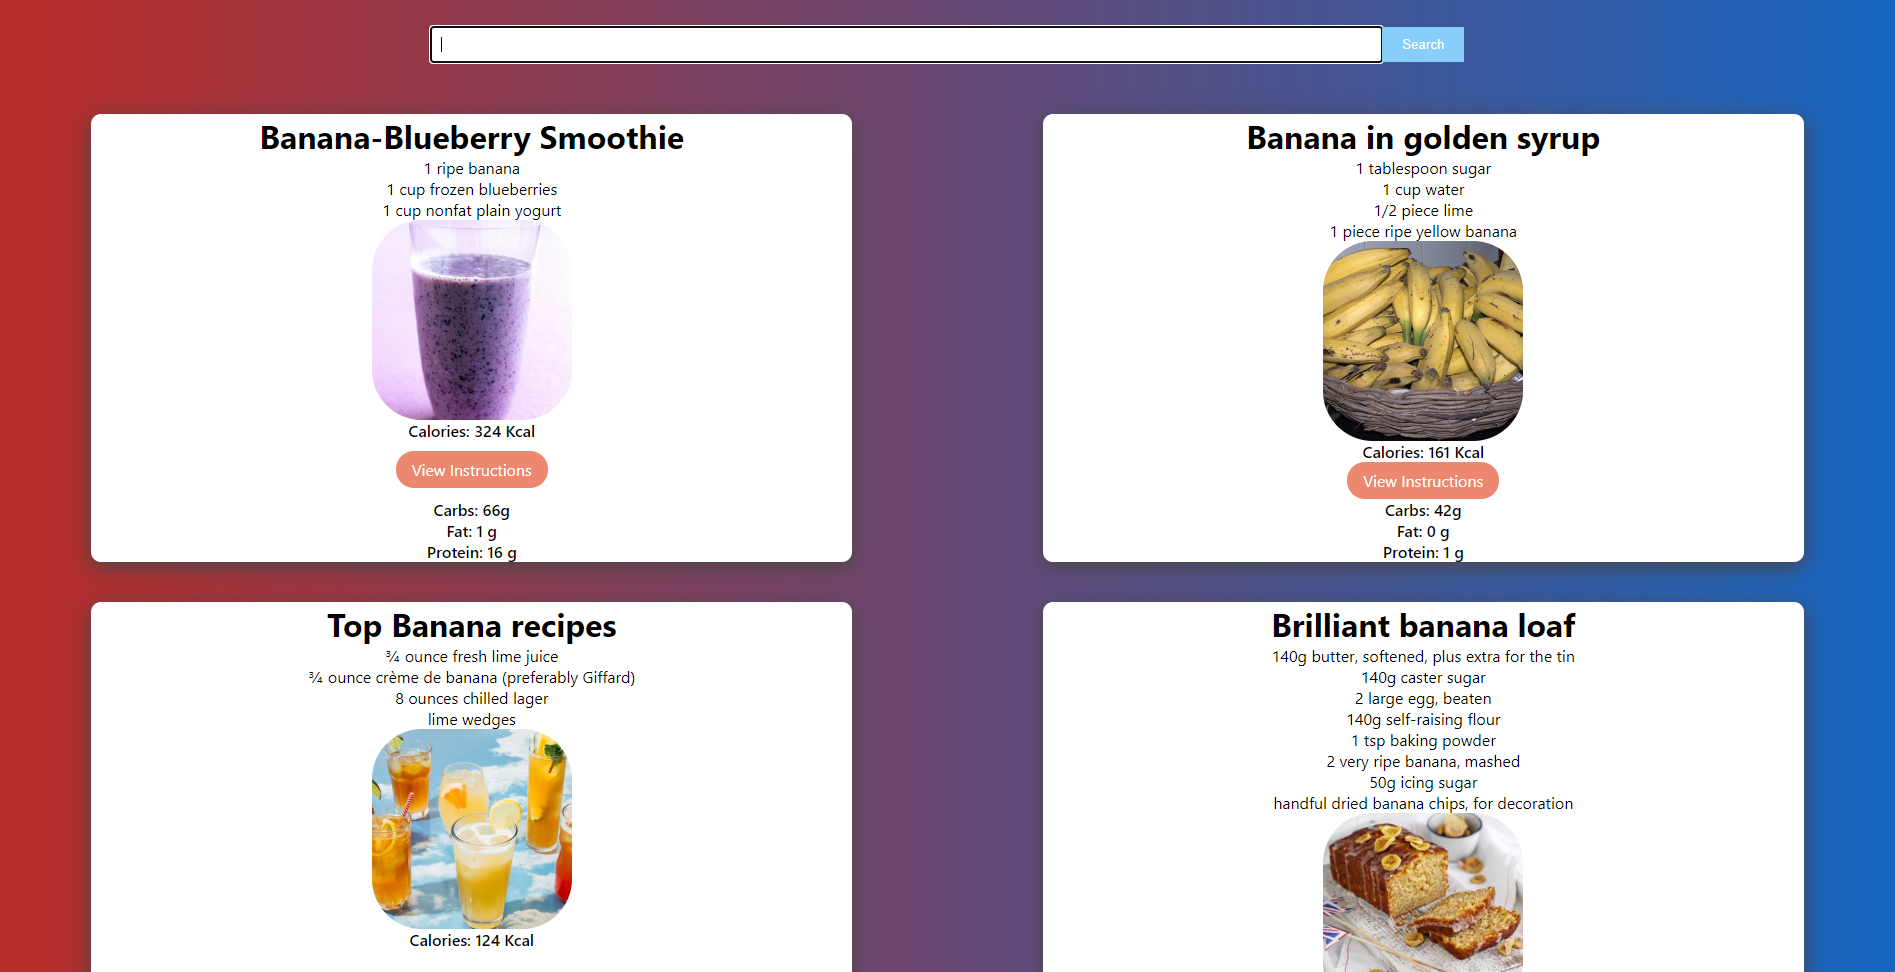 Search
Banana-Blueberry Smoothie
1 ripe banana
1 cup frozen blueberries
1 cup nonfat plain yogurt
Calories: 324 Kcal
View Instructions
Carbs: 66g
Fat: 1 g
Protein: 16 g
Banana in golden syrup
1 tablespoon sugar
1 cup water
1/2 piece lime
1 piece ripe yellow banana
Calories: 161 Kcal
View Instructions
Carbs: 42g
Fat: 0 g
Protein: 1 g
Top Banana recipes
¾ ounce fresh lime juice
¾ ounce crème de banana (preferably Giffard)
8 ounces chilled lager
lime wedges
Calories: 124 Kcal
Brilliant banana loaf
140g butter, softened, plus extra for the tin
140g caster sugar
2 large egg, beaten
140g self-raising flour
1 tsp baking powder
2 very ripe banana, mashed
50g icing sugar
handful dried banana chips, for decoration